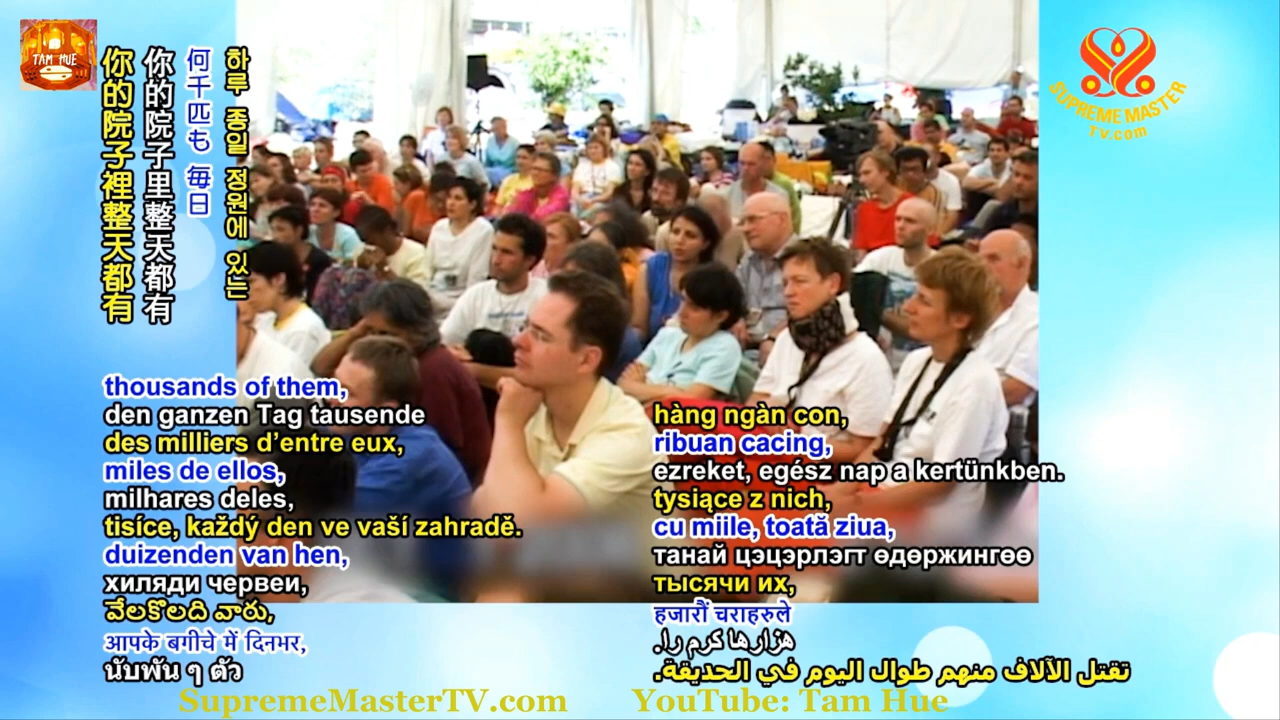 TAM HUE
你的院子裡整天都有
你的院子里整天都有
何千匹も 毎日
하루 종일 정원에 있는
SUPREME MASTER
TV.com
thousands of them,
den ganzen Tag tausende
des milliers d’entre eux,
miles de ellos,
milhares deles,
tisíce, každý den ve vaší zahradě.
duizenden van hen,
хиляди червеи,
వేలకొలది వారు,
आपके बगीचे में दिनभर,
นับพัน ๆ ตัว
hàng ngàn con,
ribuan cacing,
ezreket, egész nap a kertünkben.
tysiące z nich,
cu miile, toată ziua,
танай цэцэрлэгт өдөржингөө
тысячи их,
हजारौं चराहरुले
هزارها کرم را.
تقتل الآلاف منهم طوال اليوم في الحديقة.
SupremeMasterTV.com
YouTube: Tam Hue